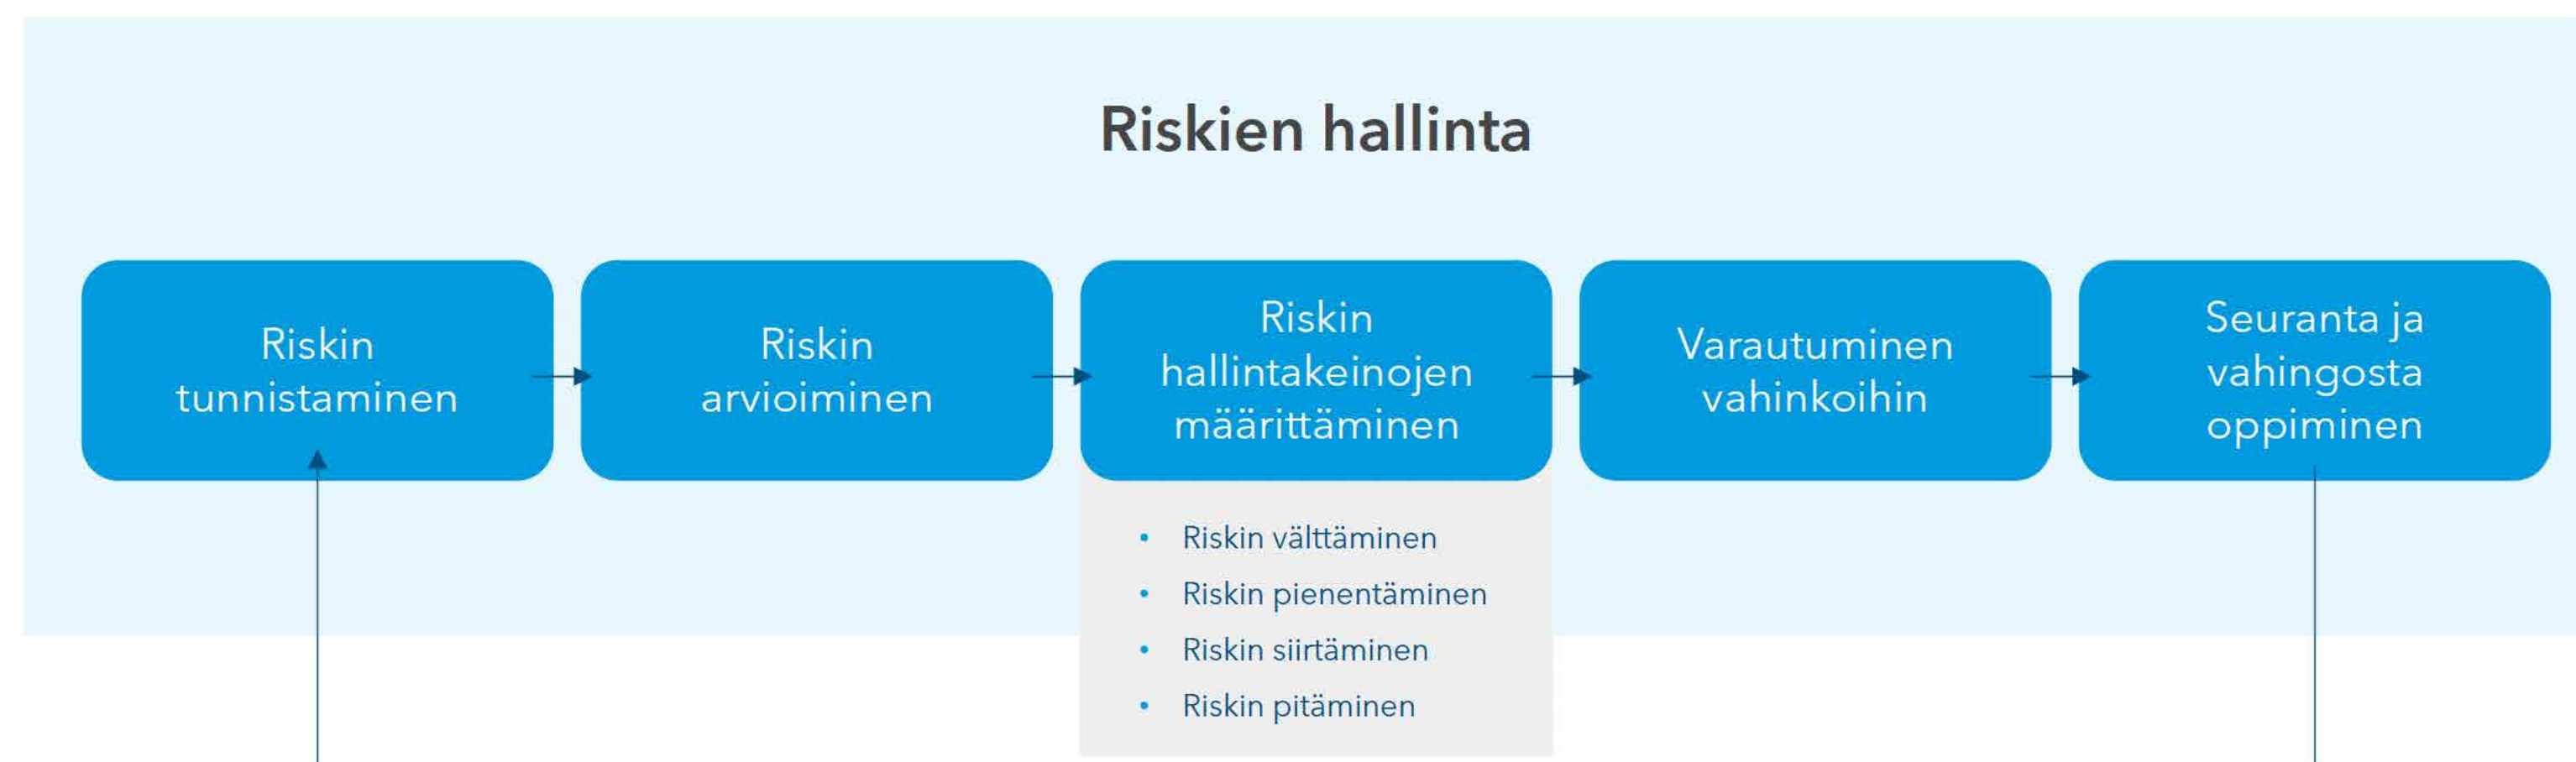 Riskien hallinta
Riskin
tunnistaminen
Riskin
arvioiminen
Riskin
hallintakeinojen
määrittäminen
Varautuminen
vahinkoihin
Seuranta ja
vahingosta
oppiminen
• Riskin välttäminen
• Riskin pienentäminen
• Riskin siirtäminen
• Riskin pitäminen